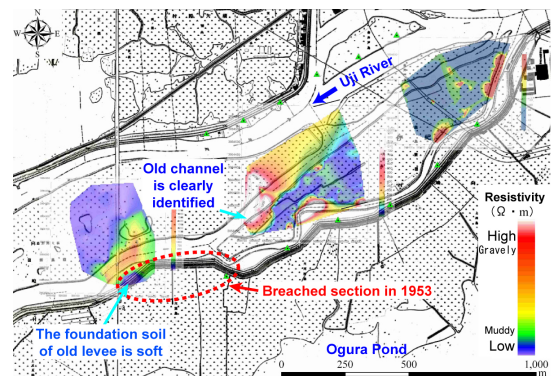 N
W E
S
Uji River
Old channel
is clearly
identified
Resistivity
(Ω・m)
High
Gravely
Muddy
Low
Breached section in 1953
The foundation soil
of old levee is soft
Ogura Pond
0 250 500 1,000
m